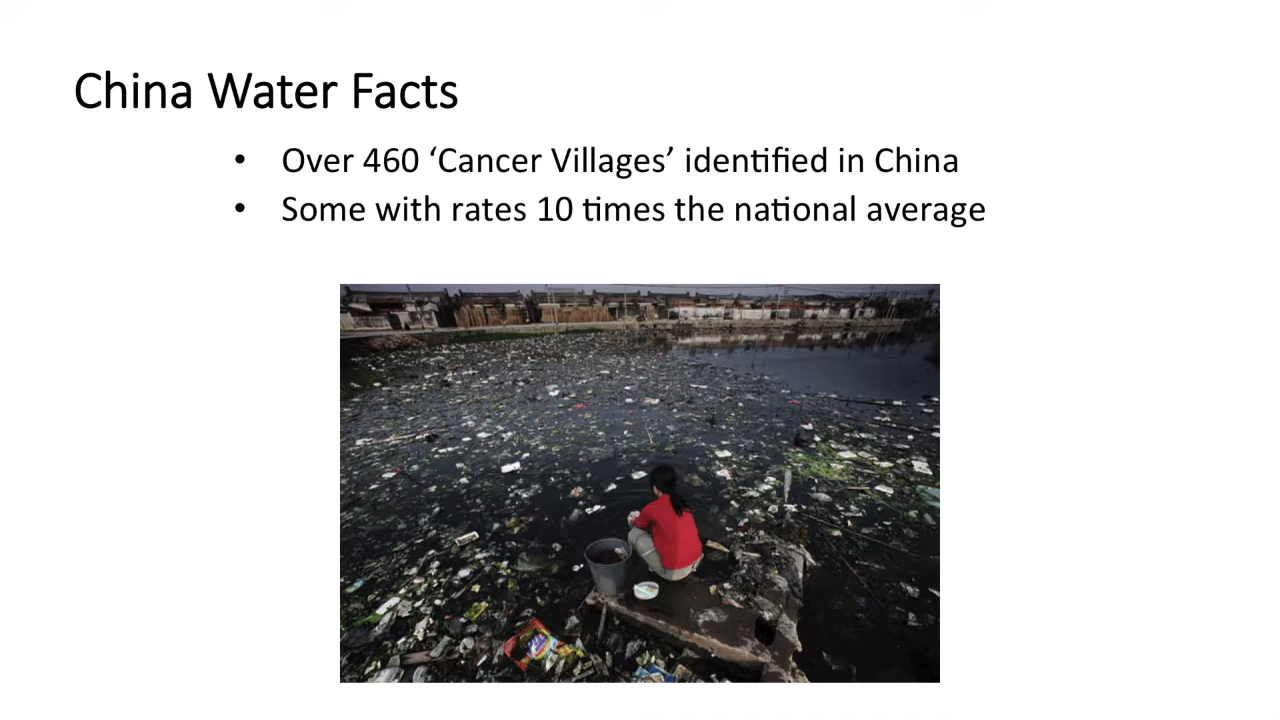 China Water Facts
• Over 460 ‘Cancer Villages’ identified in China
• Some with rates 10 times the national average